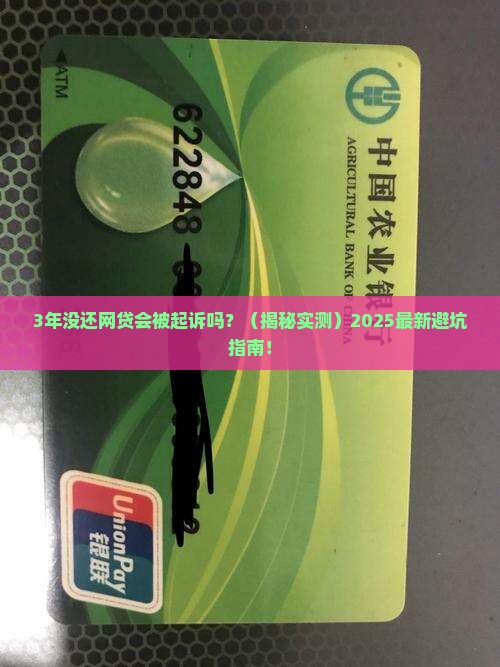 ATM
中国农业银行
AGRICULTURAL BANK OF CHINA
622848
3年没还网贷会被起诉吗？（揭秘实测）2025最新避坑
指南！
UnionPay
银联